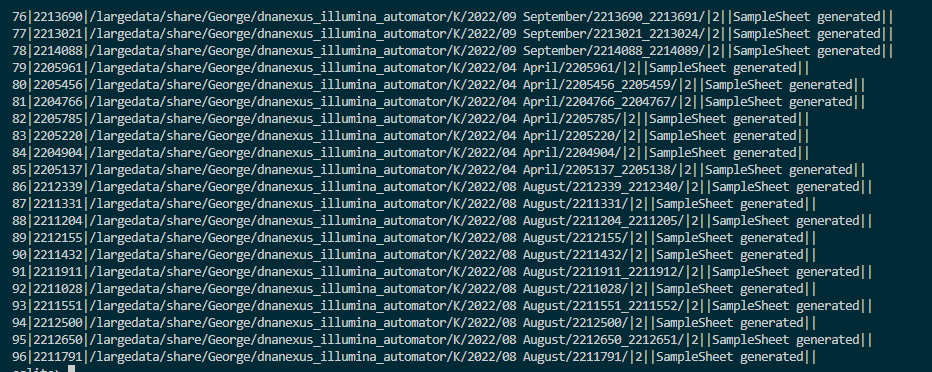 76|2213690|/largedata/share/George/dnanexus_illumina_automator/K/2022/09 September/2213690_2213691/|2||SampleSheet generated||
77|2213021|/largedata/share/George/dnanexus_illumina_automator/K/2022/09 September/2213021_2213024/|2||SampleSheet generated||
78|2214088|/largedata/share/George/dnanexus_illumina_automator/K/2022/09 September/2214088_2214089/|2||SampleSheet generated||
79|2205961|/largedata/share/George/dnanexus_illumina_automator/K/2022/04 April/2205961/|2||SampleSheet generated||
80|2205456|/largedata/share/George/dnanexus_illumina_automator/K/2022/04 April/2205456_2205459/|2||SampleSheet generated||
81|2204766|/largedata/share/George/dnanexus_illumina_automator/K/2022/04 April/2204766_2204767/|2||SampleSheet generated||
82|2205785|/largedata/share/George/dnanexus_illumina_automator/K/2022/04 April/2205785/|2||SampleSheet generated||
83|2205220|/largedata/share/George/dnanexus_illumina_automator/K/2022/04 April/2205220/|2||SampleSheet generated||
84|2204904|/largedata/share/George/dnanexus_illumina_automator/K/2022/04 April/2204904/|2||SampleSheet generated||
85|2205137|/largedata/share/George/dnanexus_illumina_automator/K/2022/04 April/2205137_2205138/|2||SampleSheet generated||
86|2212339|/largedata/share/George/dnanexus_illumina_automator/K/2022/08 August/2212339_2212340/|2||SampleSheet generated||
87|2211331|/largedata/share/George/dnanexus_illumina_automator/K/2022/08 August/2211331/|2||SampleSheet generated||
88|2211204|/largedata/share/George/dnanexus_illumina_automator/K/2022/08 August/2211204_2211205/|2||SampleSheet generated||
89|2212155|/largedata/share/George/dnanexus_illumina_automator/K/2022/08 August/2212155/|2||SampleSheet generated||
90|2211432|/largedata/share/George/dnanexus_illumina_automator/K/2022/08 August/2211432/|2||SampleSheet generated||
91|2211911|/largedata/share/George/dnanexus_illumina_automator/K/2022/08 August/2211911_2211912/|2||SampleSheet generated||
92|2211028|/largedata/share/George/dnanexus_illumina_automator/K/2022/08 August/2211028/|2||SampleSheet generated||
93|2211551|/largedata/share/George/dnanexus_illumina_automator/K/2022/08 August/2211551_2211552/|2||SampleSheet generated||
94|2212500|/largedata/share/George/dnanexus_illumina_automator/K/2022/08 August/2212500/|2||SampleSheet generated||
95|2212650|/largedata/share/George/dnanexus_illumina_automator/K/2022/08 August/2212650_2212651/|2||SampleSheet generated||
96|2211791|/largedata/share/George/dnanexus_illumina_automator/K/2022/08 August/2211791/|2||SampleSheet generated||